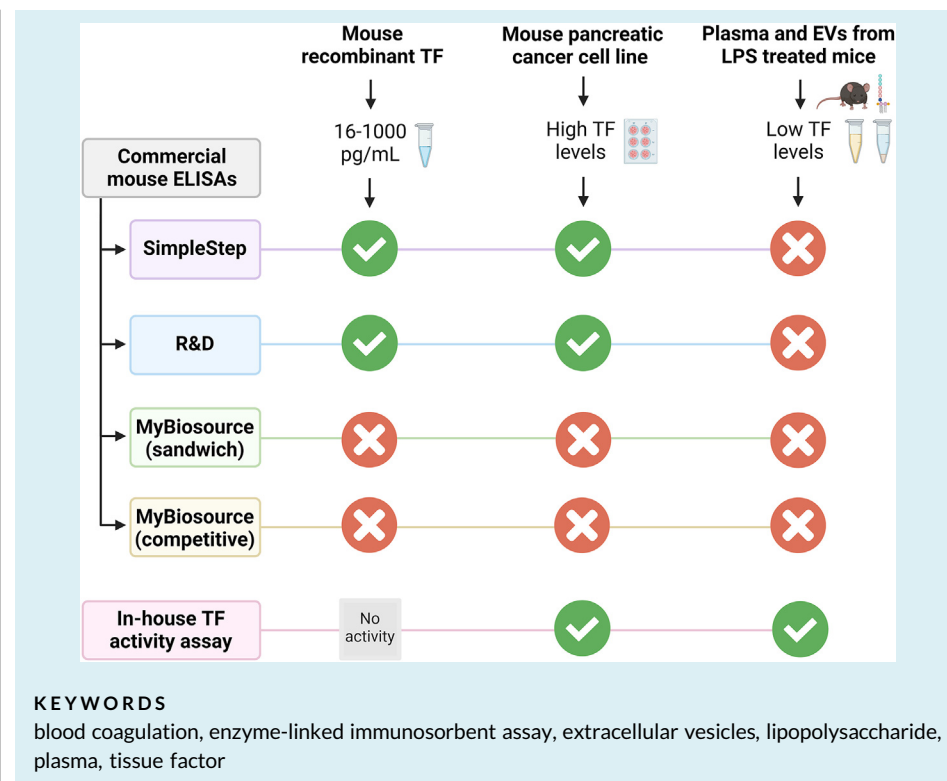 Mouse
recombinant TF
Mouse pancreatic
cancer cell line
Plasma and EVs from
LPS treated mice
16-1000
pg/mL
High TF
levels
Low TF
levels
Commercial
mouse ELISAs
SimpleStep
R&D
MyBiosource
(sandwich)
MyBiosource
(competitive)
In-house TF
activity assay
No
activity
KEYWORDS
blood coagulation, enzyme-linked immunosorbent assay, extracellular vesicles, lipopolysaccharide,
plasma, tissue factor